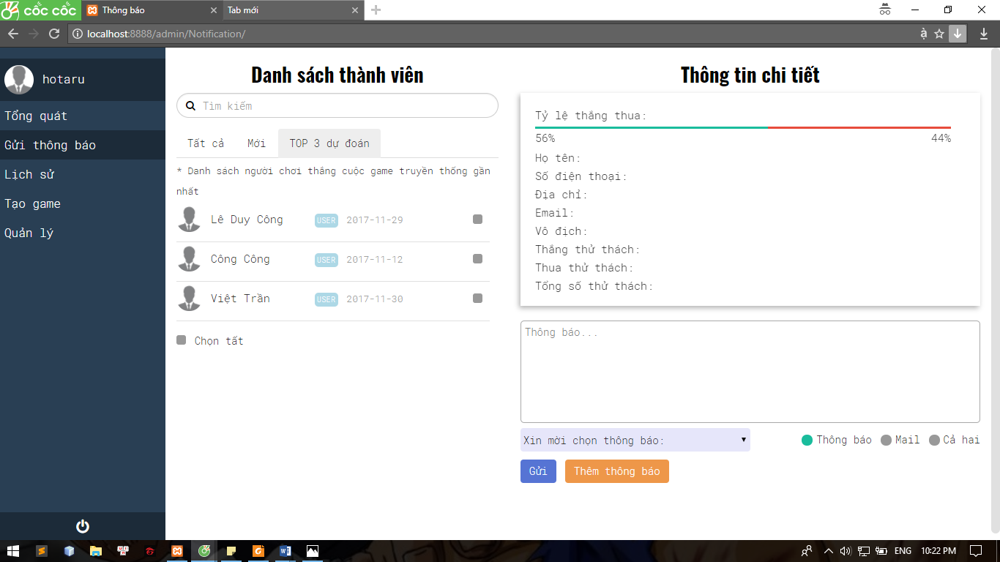 cốc cốc
Thông báo
Tab mới
localhost:8888/admin/Notification/
hotaru
Tổng quát
Gửi thông báo
Lịch sử
Tạo game
Quản lý
Danh sách thành viên
Tìm kiếm
Tất cả Mới TOP 3 dự đoán
* Danh sách người chơi thắng cuộc game truyền thống gần
nhất
Lê Duy Công USER 2017-11-29
Công Công USER 2017-11-12
Việt Trần USER 2017-11-30
Chọn tất
Thông tin chi tiết
Tỷ lệ thắng thua:
56% 44%
Họ tên:
Số điện thoại:
Địa chỉ:
Email:
Vô địch:
Thắng thử thách:
Thua thử thách:
Tổng số thử thách:
Thông báo...
Xin mời chọn thông báo:
Thông báo Mail Cả hai
Gửi Thêm thông báo
ENG 10:22 PM